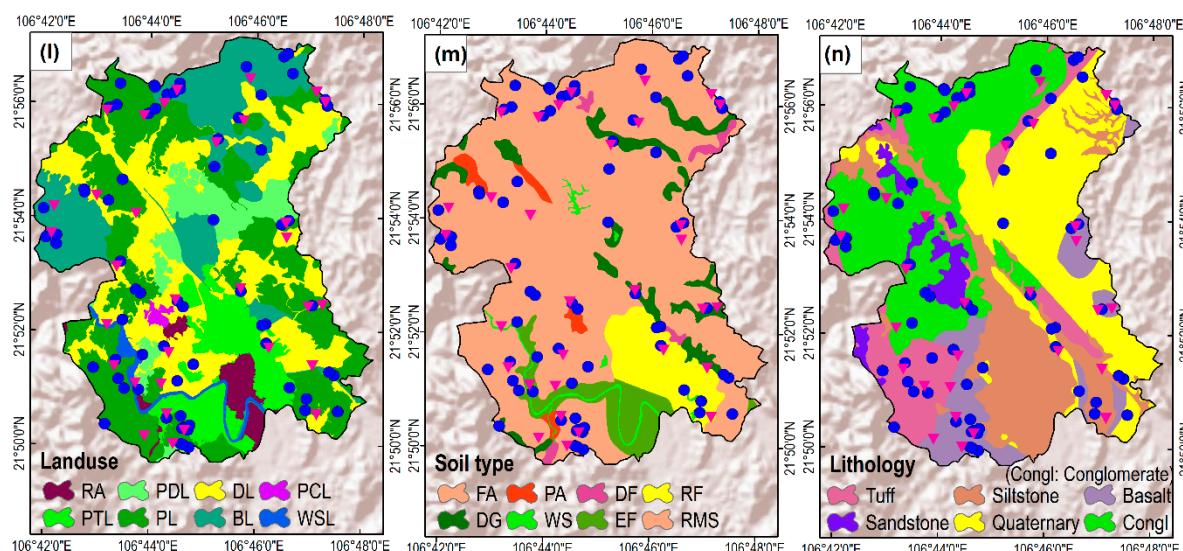 106°42'0"E 106°44'0"E 106°46'0"E 106°48'0"E
106°42'0"E 106°44'0"E 106°46'0"E 106°48'0"E
106°42'0"E 106°44'0"E 106°46'0"E 106°48'0"E
(l)
(m)
(n)
21°56'0"N 21°56'0"N 21°56'0"N
21°54'0"N 21°54'0"N 21°54'0"N 21°54'0"N
21°52'0"N 21°52'0"N 21°52'0"N 21°52'0"N
21°50'0"N 21°50'0"N 21°50'0"N
Landuse
RA PDL DL PCL
PTL PL BL WSL
Soil type
FA PA DF RF
DG WS EF RMS
Lithology (Congl: Conglomerate)
Tuff Siltstone Basalt
Sandstone Quaternary Congl
106°42'0"E 106°44'0"E 106°46'0"E 106°48'0"E
106°42'0"E 106°44'0"E 106°46'0"E 106°48'0"E
106°42'0"E 106°44'0"E 106°46'0"E 106°48'0"E